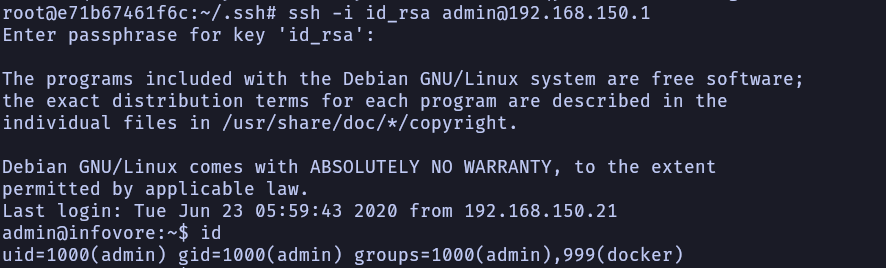 root@e71b67461f6c:~/.ssh# ssh -i id_rsa admin@192.168.150.1
Enter passphrase for key 'id_rsa':

The programs included with the Debian GNU/Linux system are free software;
the exact distribution terms for each program are described in the
individual files in /usr/share/doc/*/copyright.

Debian GNU/Linux comes with ABSOLUTELY NO WARRANTY, to the extent
permitted by applicable law.
Last login: Tue Jun 23 05:59:43 2020 from 192.168.150.21
admin@infovore:~$ id
uid=1000(admin) gid=1000(admin) groups=1000(admin),999(docker)